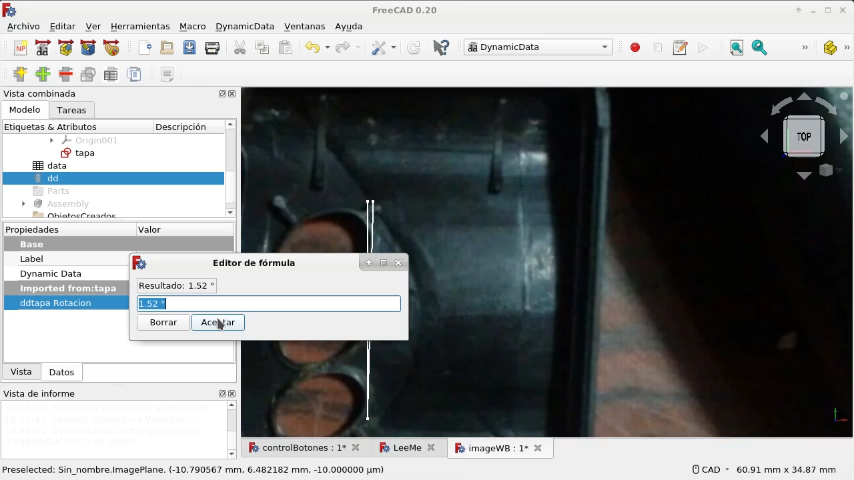 FreeCAD 0.20
Archivo Editar Ver Herramientas Macro DynamicData Ventanas Ayuda
DynamicData
Vista combinada
Modelo Tareas
Etiquetas & Atributos Descripción
Origin001
tapa
data
dd
Parts
Assembly
ObjetosCreados
Propiedades Valor
Base
Label
Dynamic Data
Imported from:tapa
ddtapa Rotacion
Editor de fórmula
Resultado: 1.52 °
1.52 °
Borrar Aceptar
TOP
Vista Datos
Vista de informe
controlBotones : 1* LeeMe imageWB : 1*
Preselected: Sin_nombre.ImagePlane. (-10.790567 mm, 6.482182 mm, -10.000000 µm) CAD 60.91 mm x 34.87 mm